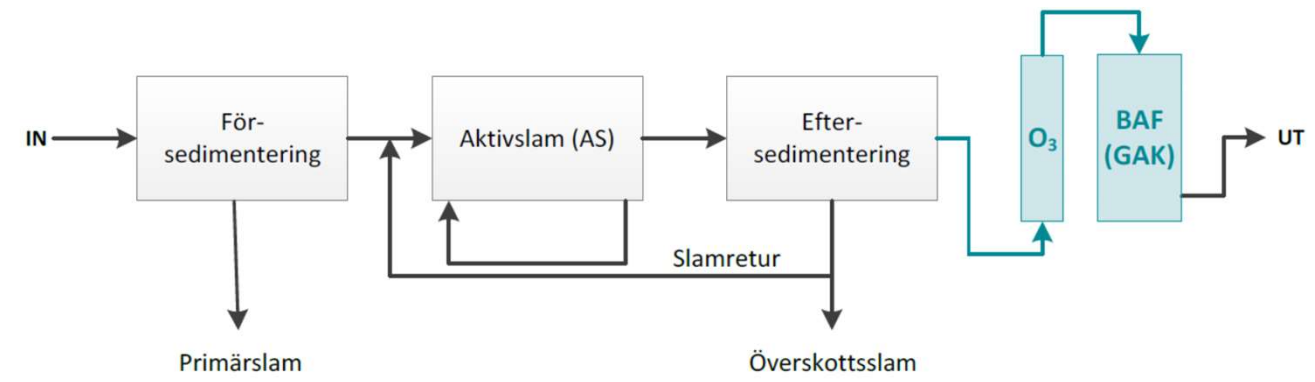 IN
För-
sedimentering
Aktivslam (AS)
Efter-
sedimentering
O₃
BAF
(GAK)
UT
Slamretur
Primärslam
Överskottsslam